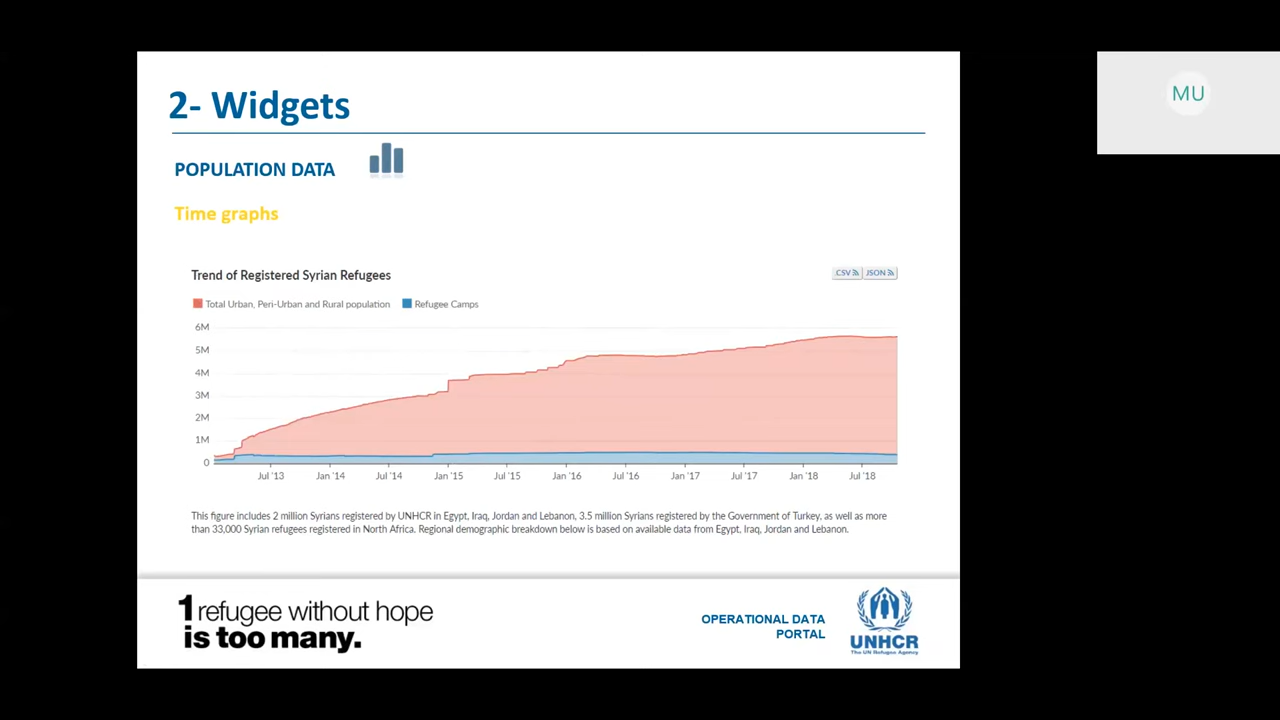 2- Widgets
MU
POPULATION DATA
Time graphs
Trend of Registered Syrian Refugees
CSV JSON
Total Urban, Peri-Urban and Rural population Refugee Camps
6M
5M
4M
3M
2M
1M
0
Jul '13 Jan '14 Jul '14 Jan '15 Jul '15 Jan '16 Jul '16 Jan '17 Jul '17 Jan '18 Jul '18
This figure includes 2 million Syrians registered by UNHCR in Egypt, Iraq, Jordan and Lebanon, 3.5 million Syrians registered by the Government of Turkey, as well as more
than 33,000 Syrian refugees registered in North Africa. Regional demographic breakdown below is based on available data from Egypt, Iraq, Jordan and Lebanon.
1 refugee without hope
is too many.
OPERATIONAL DATA
PORTAL
UNHCR
The UN Refugee Agency